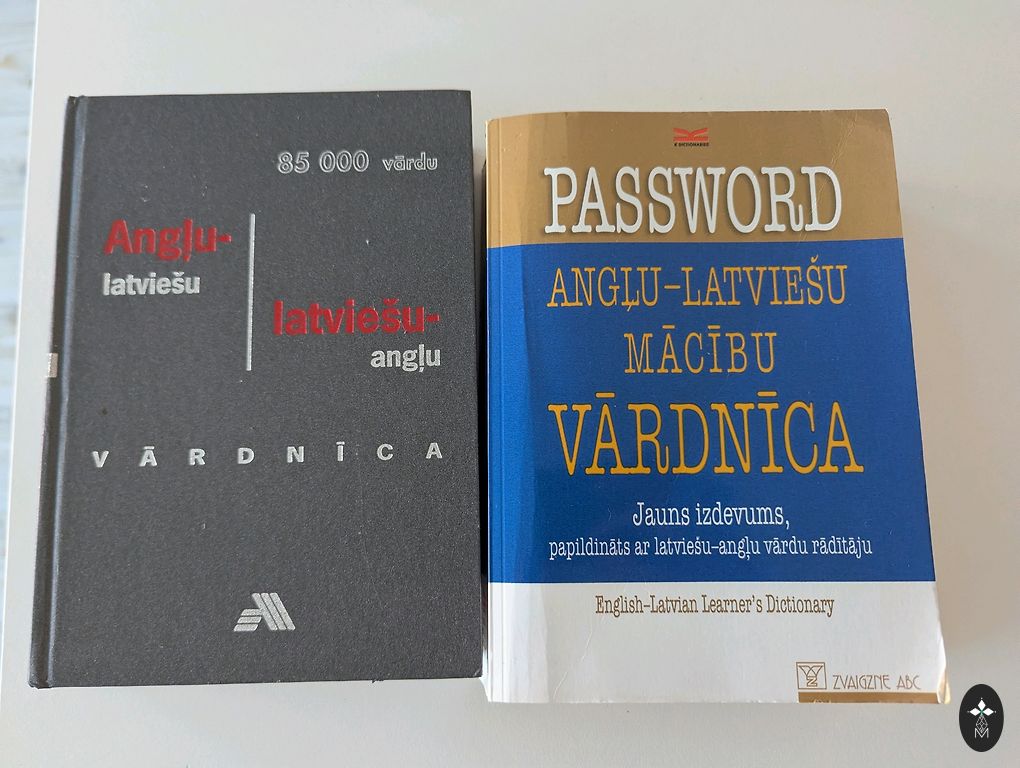 85 000 vārdu
Angļu-
latviešu
latviešu-
angļu
VĀRDNĪCA
K DICTIONARIES
PASSWORD
ANGĻU–LATVIEŠU
MĀCĪBU
VĀRDNĪCA
Jauns izdevums,
papildināts ar latviešu–angļu vārdu rādītāju
English–Latvian Learner's Dictionary
ZVAIGZNE ABC